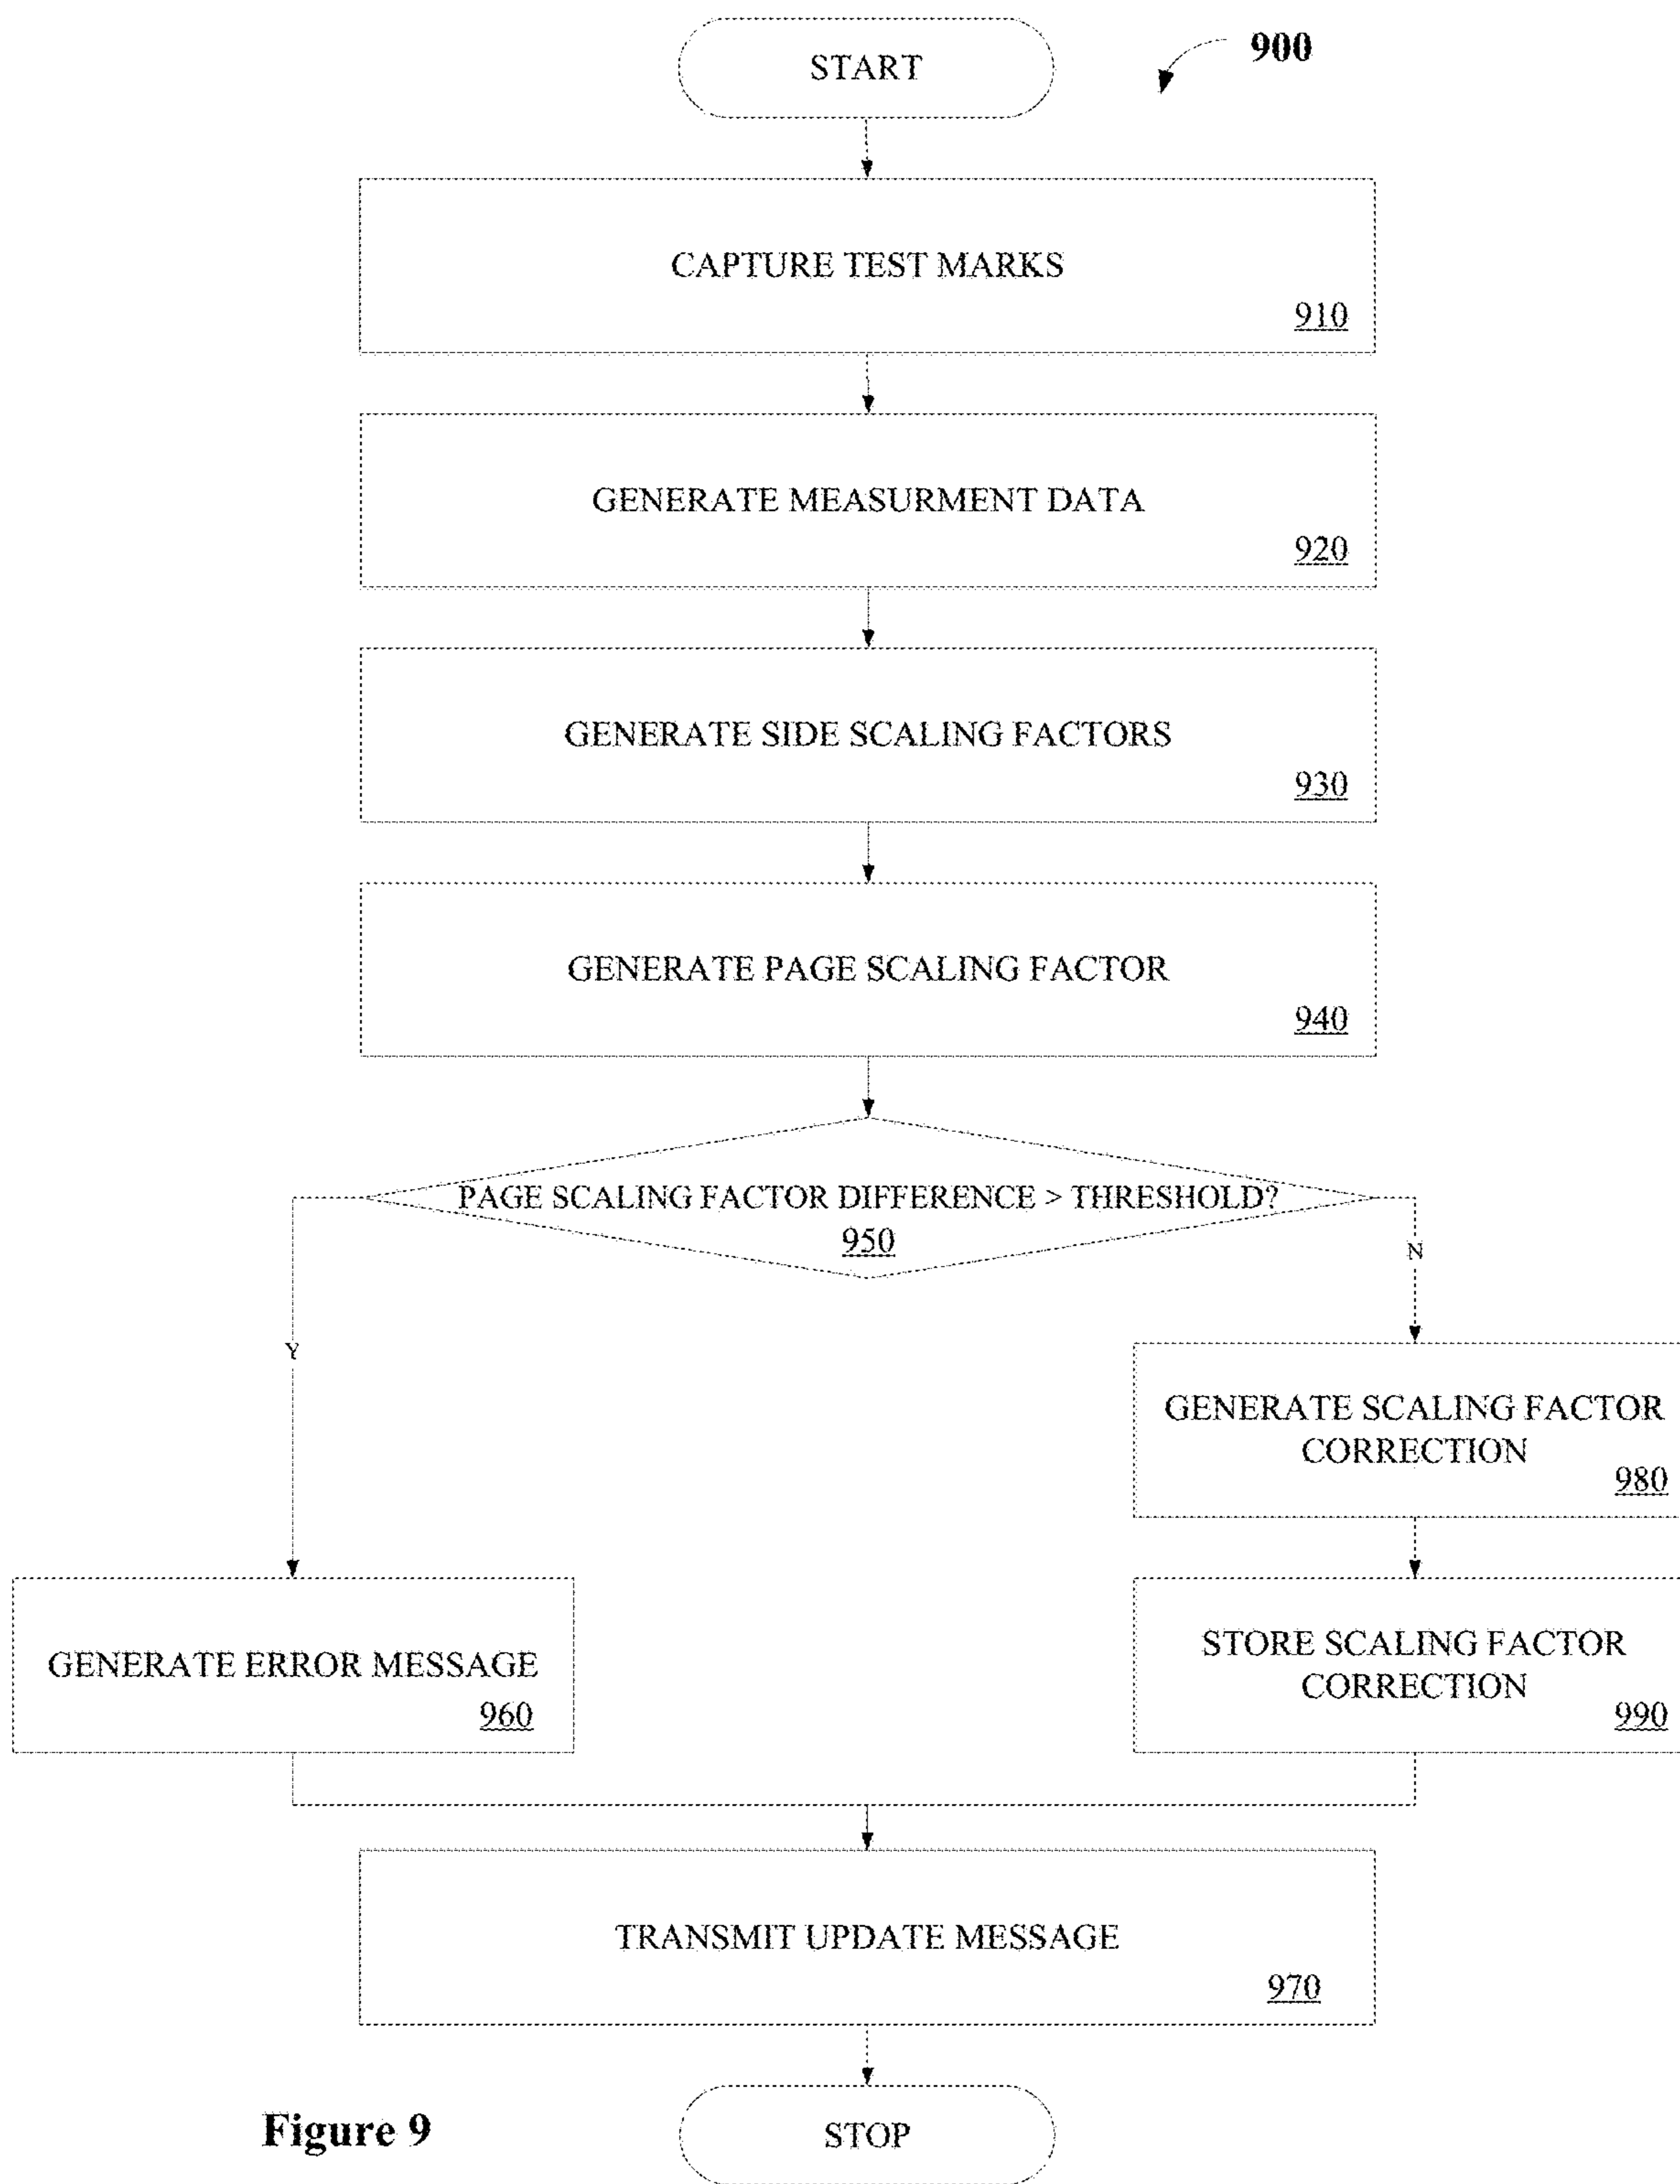 START
900
CAPTURE TEST MARKS
910
GENERATE MEASURMENT DATA
920
GENERATE SIDE SCALING FACTORS
930
GENERATE PAGE SCALING FACTOR
940
PAGE SCALING FACTOR DIFFERENCE > THRESHOLD?
950
N
Y
GENERATE SCALING FACTOR
CORRECTION
980
GENERATE ERROR MESSAGE
960
STORE SCALING FACTOR
CORRECTION
990
TRANSMIT UPDATE MESSAGE
970
Figure 9
STOP